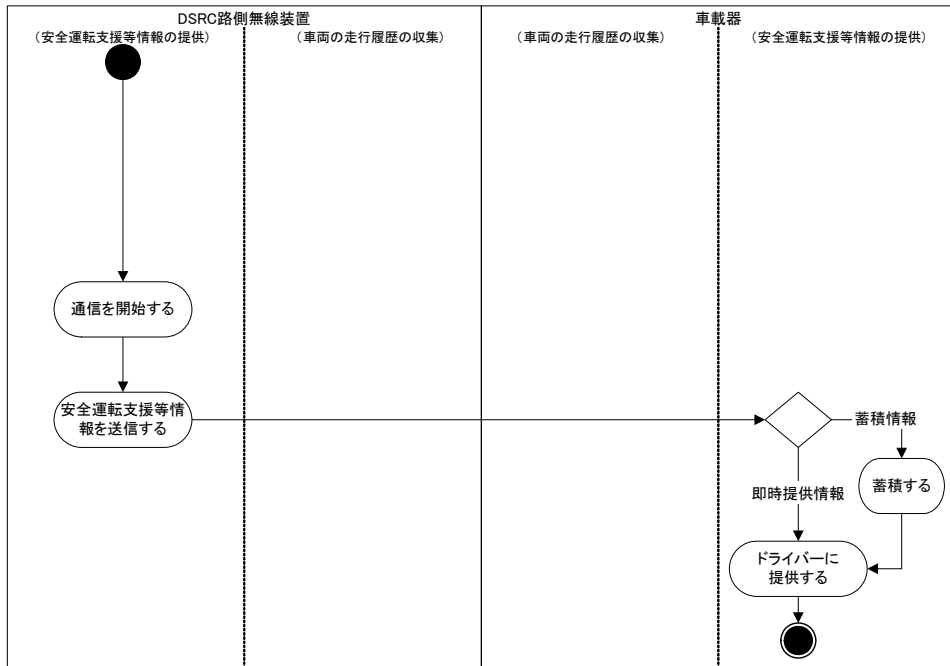 DSRC路側無線装置
車載器
（安全運転支援等情報の提供）
（車両の走行履歴の収集）
（車両の走行履歴の収集）
（安全運転支援等情報の提供）
通信を開始する
安全運転支援等情
報を送信する
蓄積情報
即時提供情報
蓄積する
ドライバーに
提供する